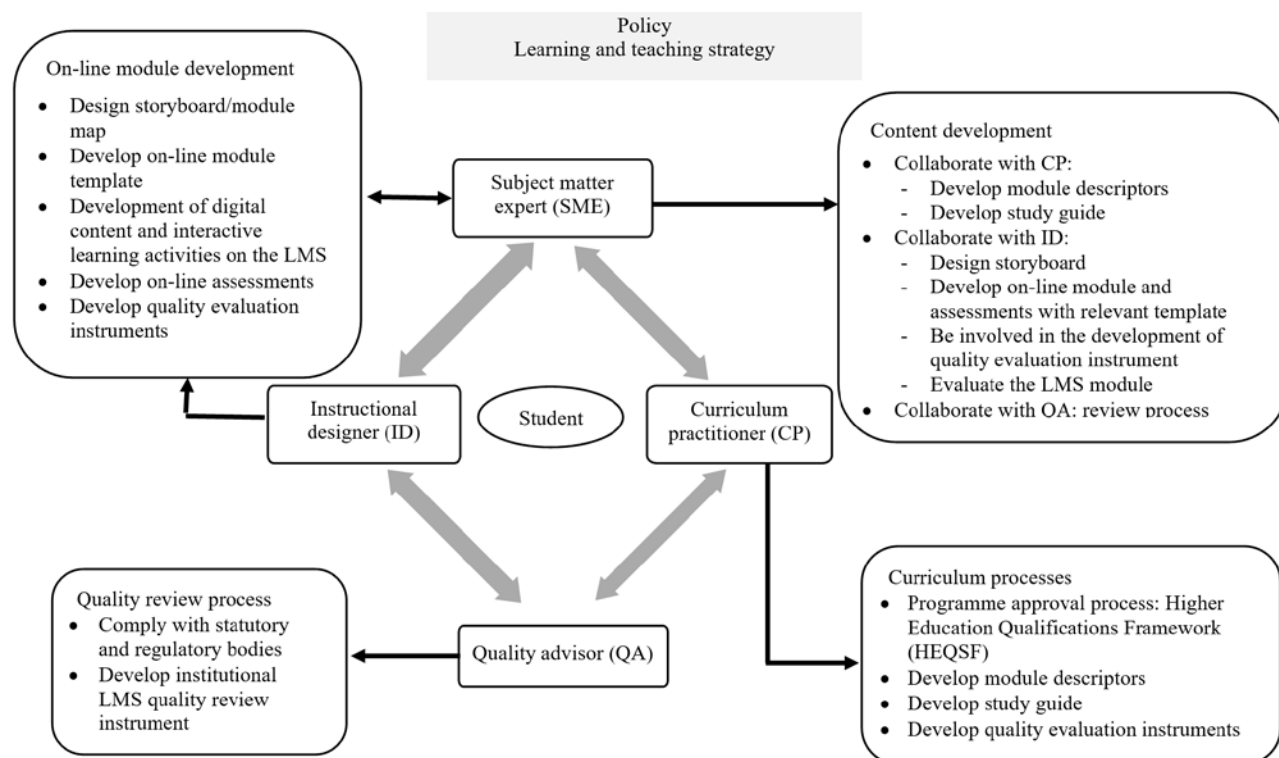 Policy
Learning and teaching strategy
On-line module development
● Design storyboard/module
map
● Develop on-line module
template
● Development of digital
content and interactive
learning activities on the LMS
● Develop on-line assessments
● Develop quality evaluation
instruments
Subject matter
expert (SME)
Content development
● Collaborate with CP:
- Develop module descriptors
- Develop study guide
● Collaborate with ID:
- Design storyboard
- Develop on-line module and
assessments with relevant template
- Be involved in the development of
quality evaluation instrument
- Evaluate the LMS module
● Collaborate with OA: review process
Instructional
designer (ID)
Student
Curriculum
practitioner (CP)
Quality review process
● Comply with statutory
and regulatory bodies
● Develop institutional
LMS quality review
instrument
Quality advisor (QA)
Curriculum processes
● Programme approval process: Higher
Education Qualifications Framework
(HEQSF)
● Develop module descriptors
● Develop study guide
● Develop quality evaluation instruments